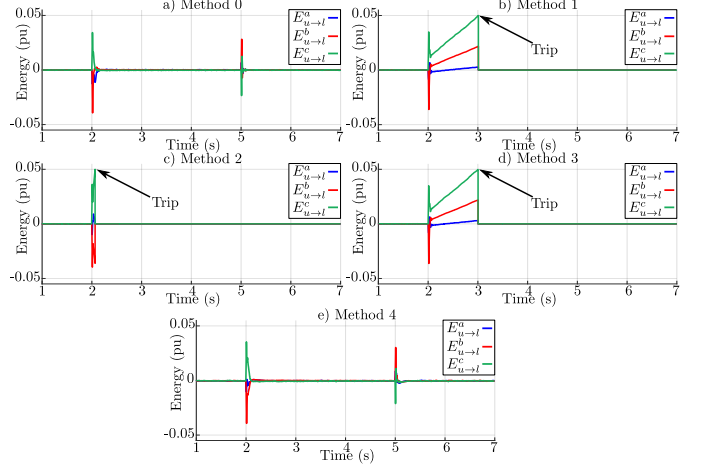 a) Method 0
Energy (pu)
0.05
0
-0.05
1 2 3 4 5 6 7
Time (s)
E^a_{u→l}
E^b_{u→l}
E^c_{u→l}
b) Method 1
Energy (pu)
0.05
0
-0.05
1 2 3 4 5 6 7
Time (s)
Trip
E^a_{u→l}
E^b_{u→l}
E^c_{u→l}
c) Method 2
Energy (pu)
0.05
0
-0.05
1 2 3 4 5 6 7
Time (s)
Trip
E^a_{u→l}
E^b_{u→l}
E^c_{u→l}
d) Method 3
Energy (pu)
0.05
0
-0.05
1 2 3 4 5 6 7
Time (s)
Trip
E^a_{u→l}
E^b_{u→l}
E^c_{u→l}
e) Method 4
Energy (pu)
0.05
0
-0.05
1 2 3 4 5 6 7
Time (s)
E^a_{u→l}
E^b_{u→l}
E^c_{u→l}